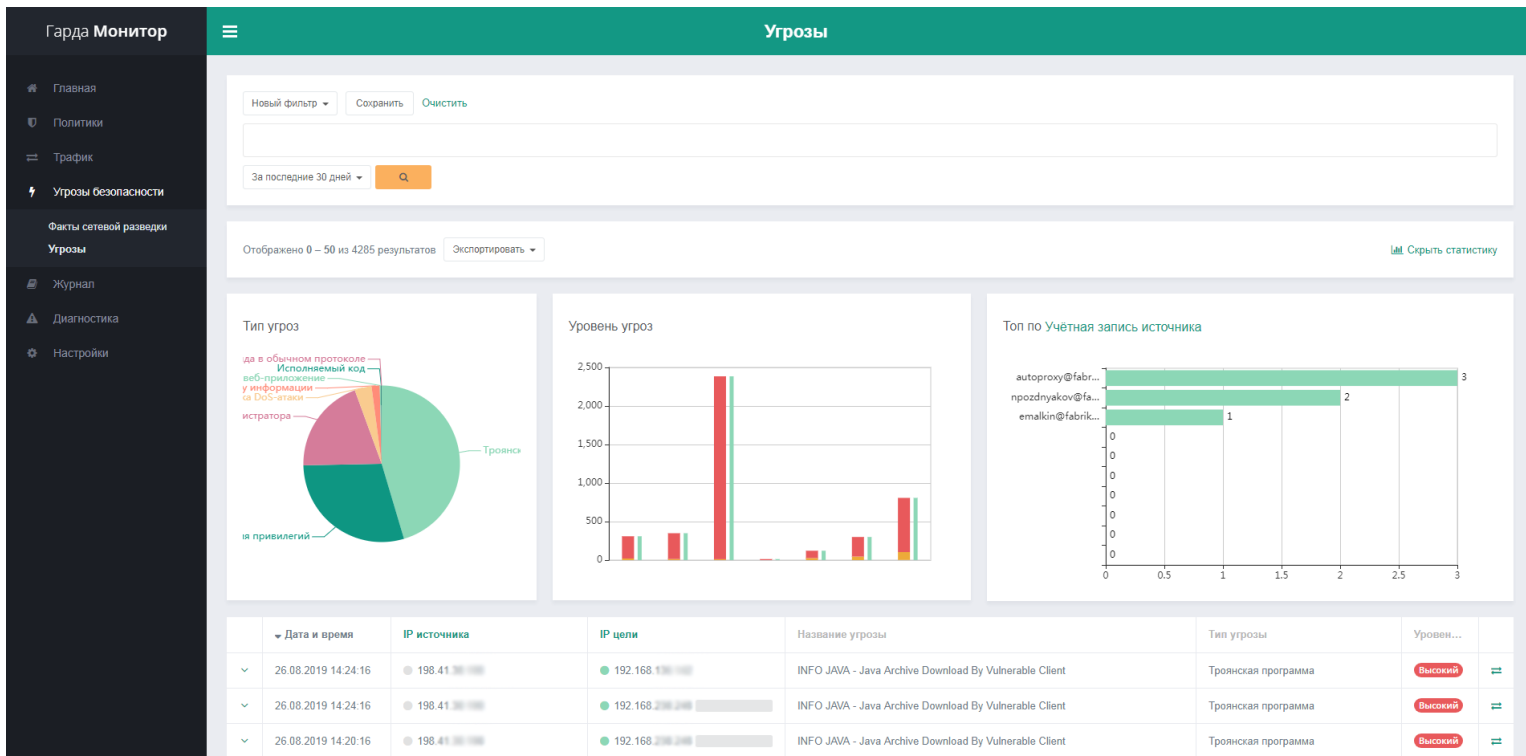 Гарда Монитор
Угрозы
Главная
Политики
Трафик
Угрозы безопасности
Факты сетевой разведки
Угрозы
Журнал
Диагностика
Настройки
Новый фильтр
Сохранить
Очистить
За последние 30 дней
Отображено 0 – 50 из 4285 результатов
Экспортировать
Скрыть статистику
Тип угроз
да в обычном протоколе
Исполняемый код
веб-приложение
у информации
ка DoS-атаки
истратора
Троянск
я привилегий
Уровень угроз
2,500
2,000
1,500
1,000
500
0
Топ по Учётная запись источника
autoproxy@fabr... 3
npozdnyakov@fa... 2
emalkin@fabrik... 1
0
0
0
0
0
0
0
0 0.5 1 1.5 2 2.5 3
Дата и время IP источника IP цели Название угрозы Тип угрозы Уровен...
26.08.2019 14:24:16 198.41. 192.168. INFO JAVA - Java Archive Download By Vulnerable Client Троянская программа Высокий
26.08.2019 14:24:16 198.41. 192.168. INFO JAVA - Java Archive Download By Vulnerable Client Троянская программа Высокий
26.08.2019 14:20:16 198.41. 192.168. INFO JAVA - Java Archive Download By Vulnerable Client Троянская программа Высокий